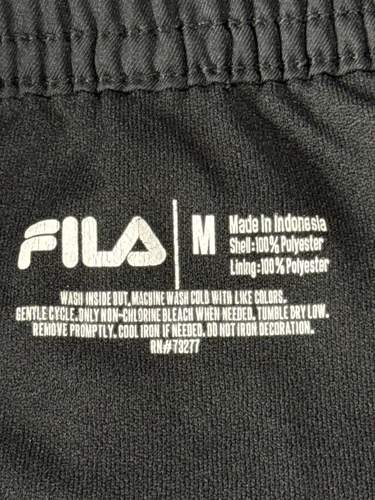 FILA
M
Made in Indonesia
Shell:100% Polyester
Lining:100% Polyester
WASH INSIDE OUT, MACHINE WASH COLD WITH LIKE COLORS.
GENTLE CYCLE. ONLY NON-CHLORINE BLEACH WHEN NEEDED. TUMBLE DRY LOW.
REMOVE PROMPTLY. COOL IRON IF NEEDED. DO NOT IRON DECORATION.
RN#73277